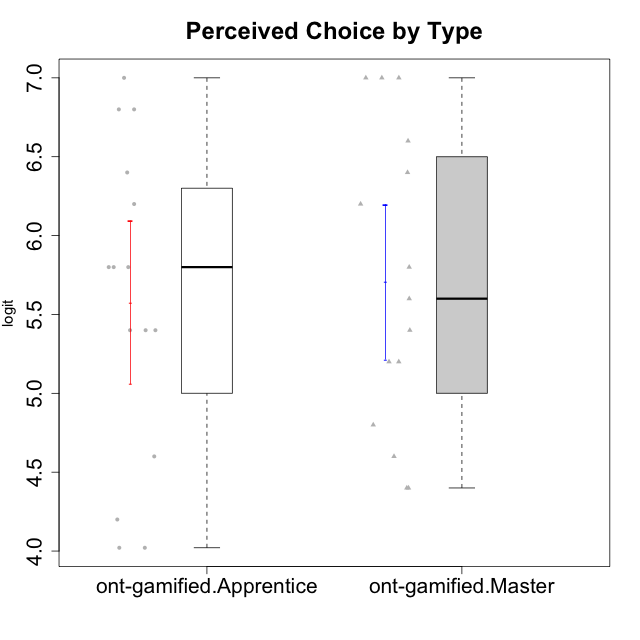 Perceived Choice by Type
7.0
6.5
6.0
5.5
5.0
4.5
4.0
logit
ont-gamified.Apprentice
ont-gamified.Master